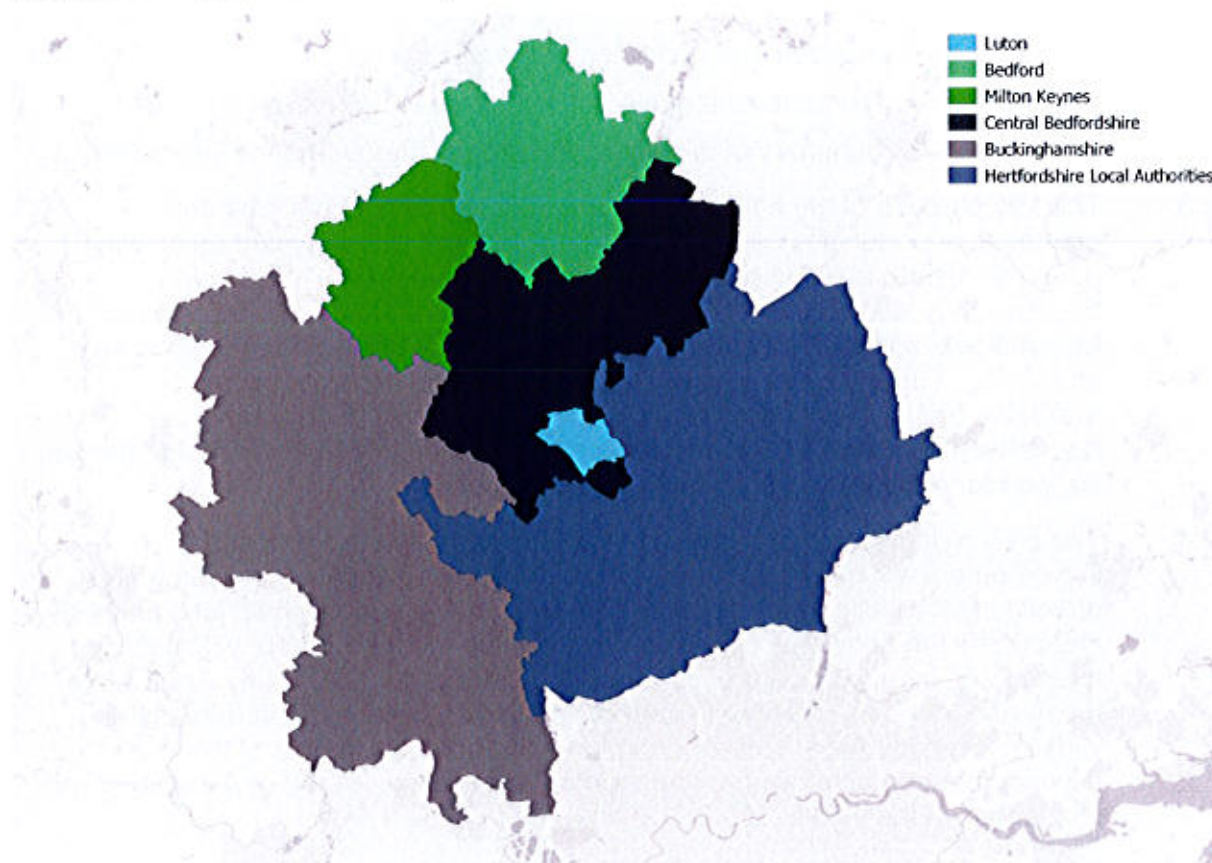 Luton
Bedford
Milton Keynes
Central Bedfordshire
Buckinghamshire
Hertfordshire Local Authorities